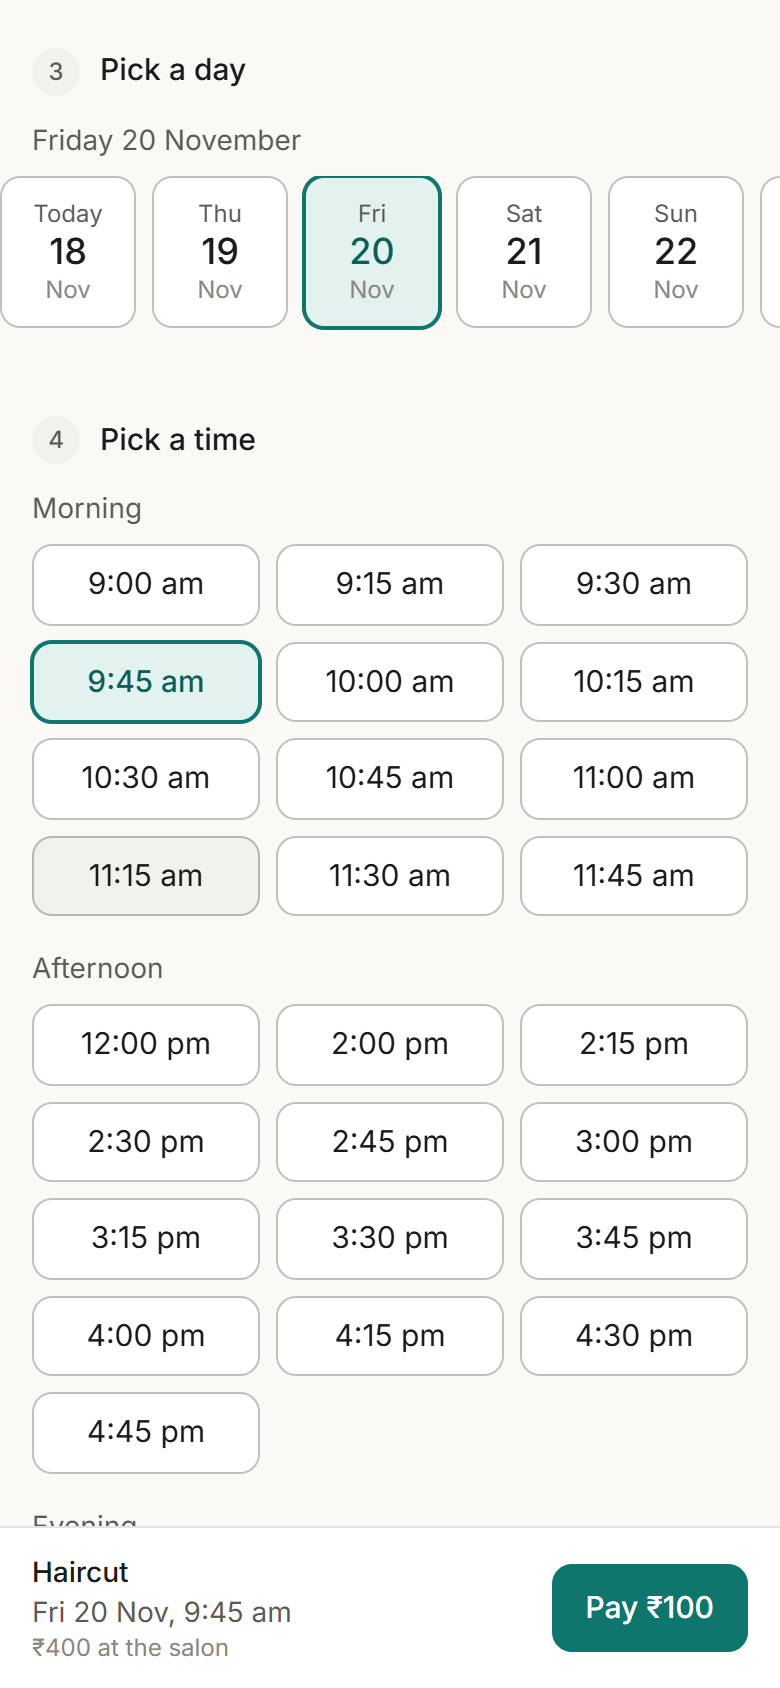 3 Pick a day
Friday 20 November
Today Thu Fri Sat Sun
18 19 20 21 22
Nov Nov Nov Nov Nov
4 Pick a time
Morning
9:00 am 9:15 am 9:30 am
9:45 am 10:00 am 10:15 am
10:30 am 10:45 am 11:00 am
11:15 am 11:30 am 11:45 am
Afternoon
12:00 pm 2:00 pm 2:15 pm
2:30 pm 2:45 pm 3:00 pm
3:15 pm 3:30 pm 3:45 pm
4:00 pm 4:15 pm 4:30 pm
4:45 pm
Evening
Haircut
Fri 20 Nov, 9:45 am
₹400 at the salon
Pay ₹100